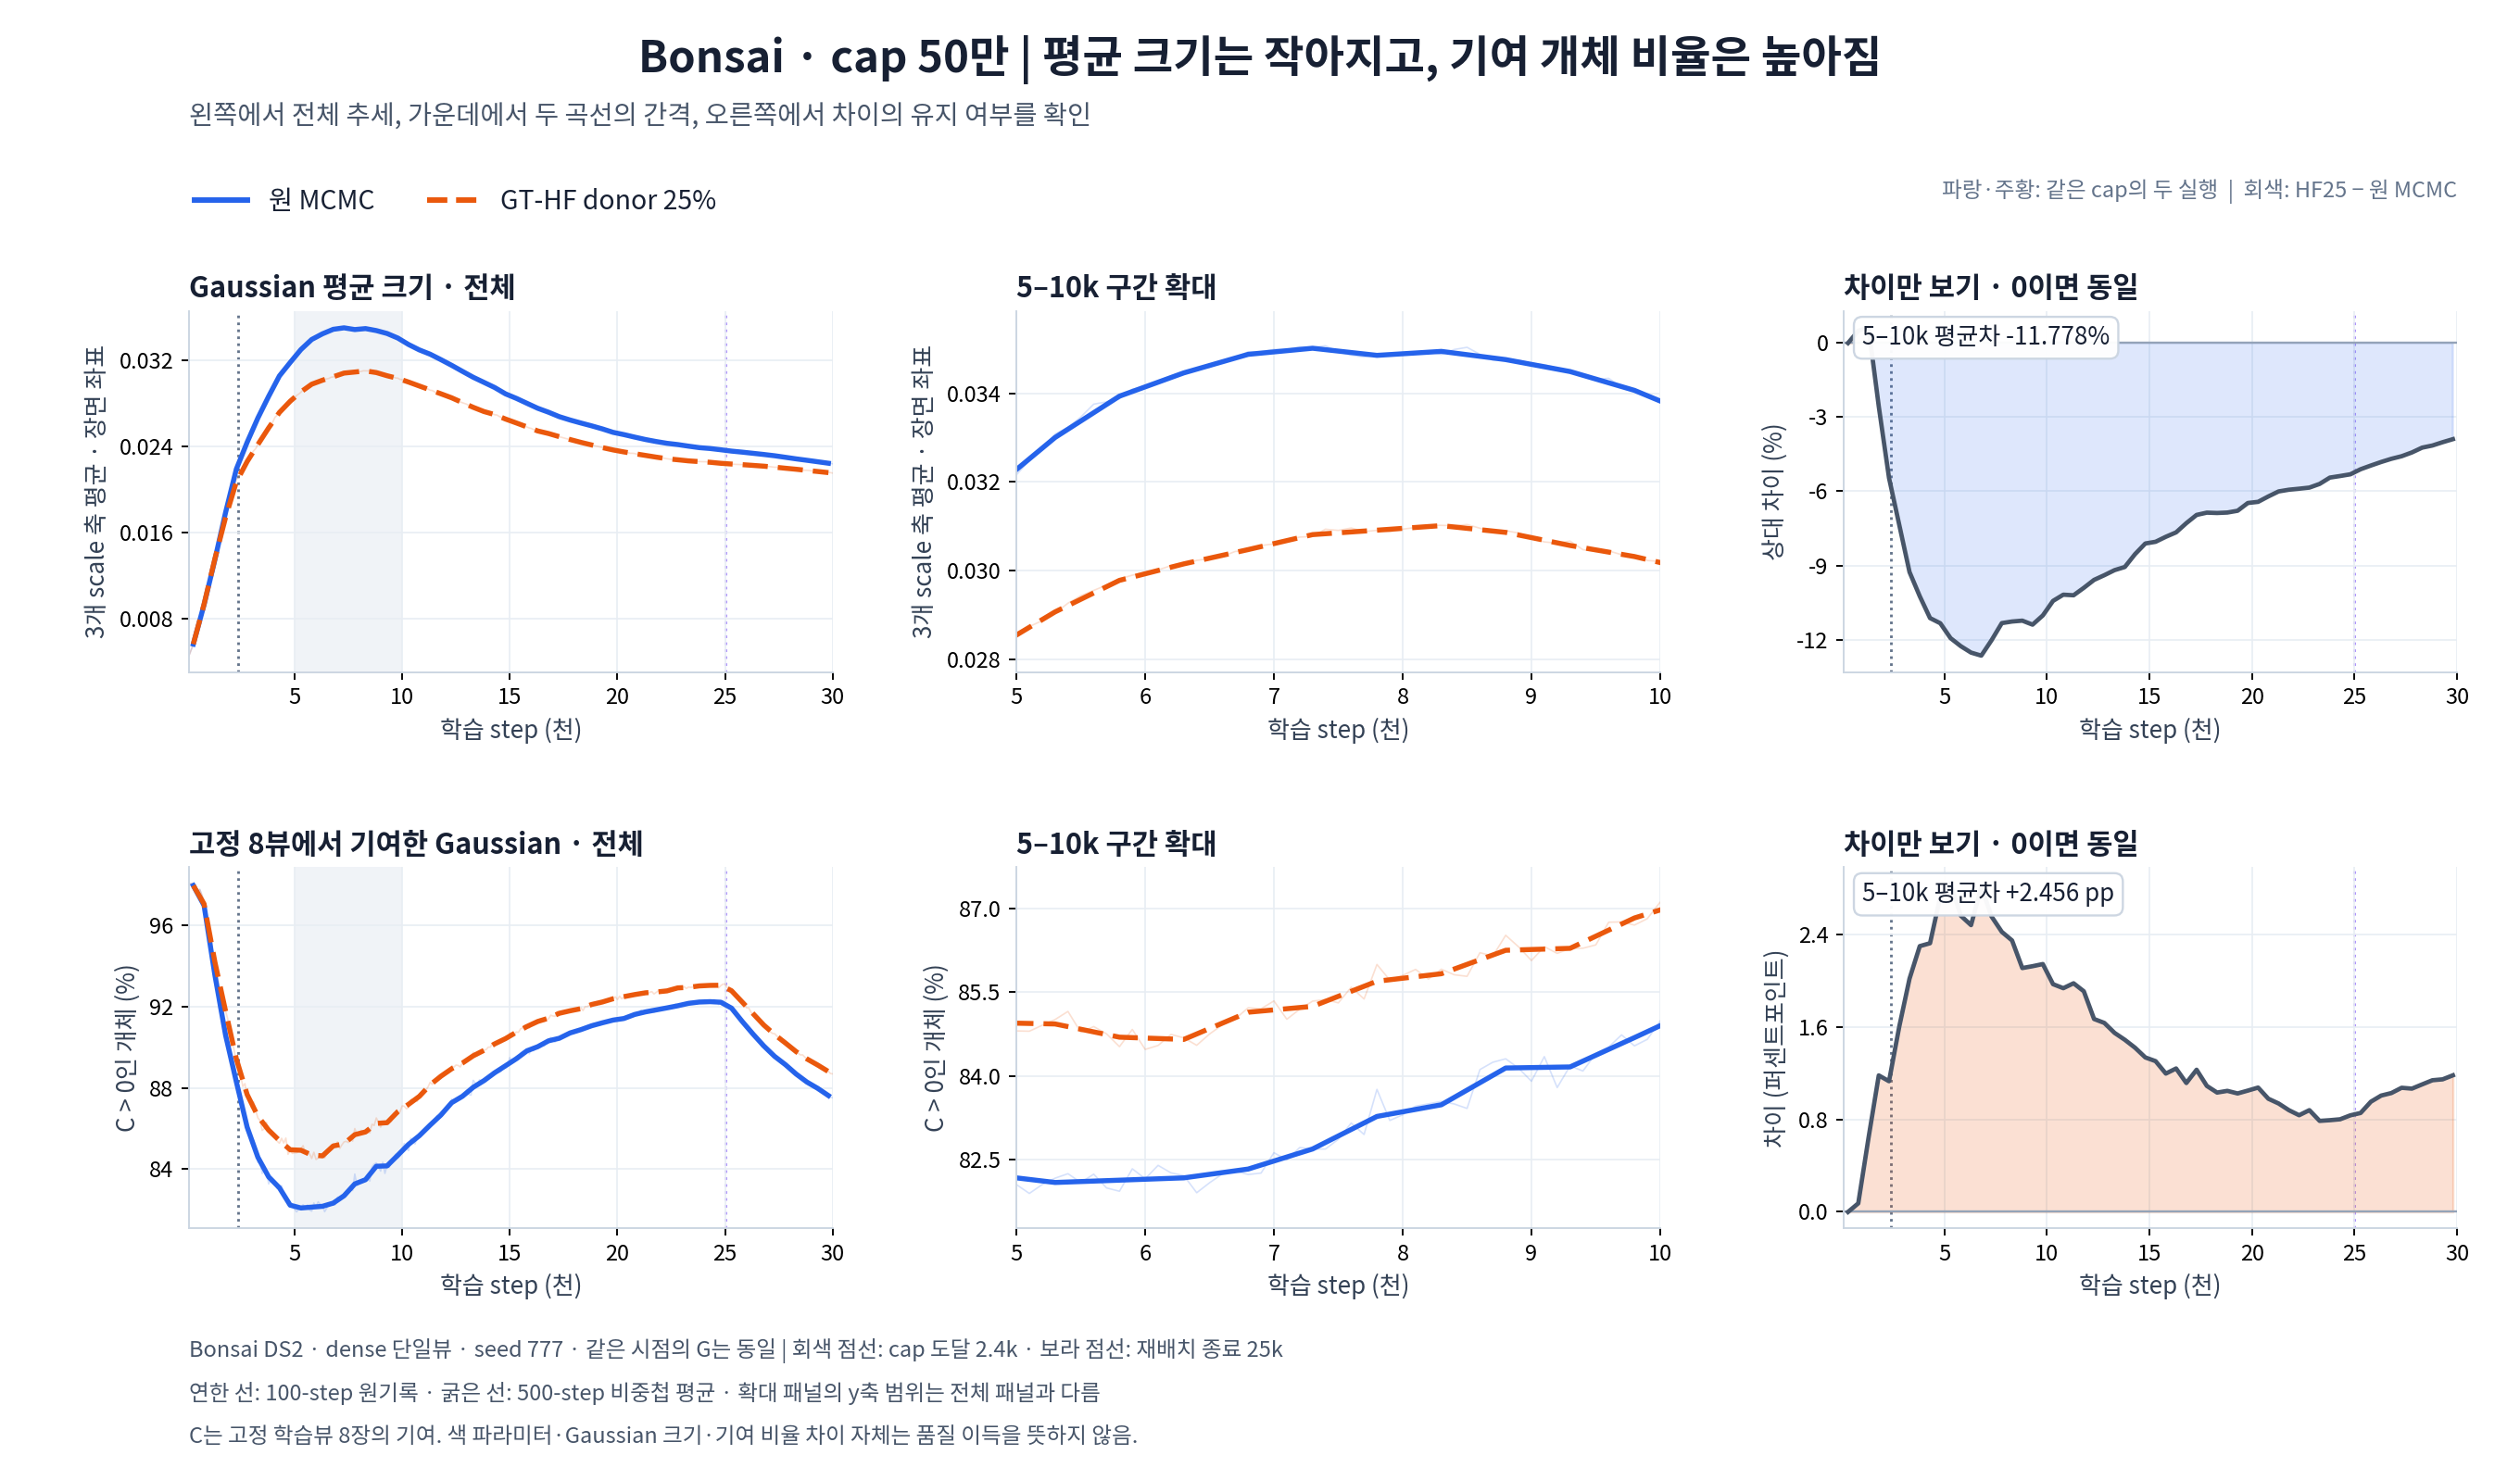 Bonsai · cap 50만 | 평균 크기는 작아지고, 기여 개체 비율은 높아짐
왼쪽에서 전체 추세, 가운데에서 두 곡선의 간격, 오른쪽에서 차이의 유지 여부를 확인
원 MCMC
GT-HF donor 25%
파랑·주황: 같은 cap의 두 실행 | 회색: HF25 − 원 MCMC
Gaussian 평균 크기 · 전체
3개 scale 축 평균 · 장면 좌표
0.032
0.024
0.016
0.008
5 10 15 20 25 30
학습 step (천)
5–10k 구간 확대
3개 scale 축 평균 · 장면 좌표
0.034
0.032
0.030
0.028
5 6 7 8 9 10
학습 step (천)
차이만 보기 · 0이면 동일
5–10k 평균차 -11.778%
상대 차이 (%)
0
-3
-6
-9
-12
5 10 15 20 25 30
학습 step (천)
고정 8뷰에서 기여한 Gaussian · 전체
C > 0인 개체 (%)
96
92
88
84
5 10 15 20 25 30
학습 step (천)
5–10k 구간 확대
C > 0인 개체 (%)
87.0
85.5
84.0
82.5
5 6 7 8 9 10
학습 step (천)
차이만 보기 · 0이면 동일
5–10k 평균차 +2.456 pp
차이 (퍼센트포인트)
2.4
1.6
0.8
0.0
5 10 15 20 25 30
학습 step (천)
Bonsai DS2 · dense 단일뷰 · seed 777 · 같은 시점의 G는 동일 | 회색 점선: cap 도달 2.4k · 보라 점선: 재배치 종료 25k
연한 선: 100-step 원기록 · 굵은 선: 500-step 비중첩 평균 · 확대 패널의 y축 범위는 전체 패널과 다름
C는 고정 학습뷰 8장의 기여. 색 파라미터·Gaussian 크기·기여 비율 차이 자체는 품질 이득을 뜻하지 않음.